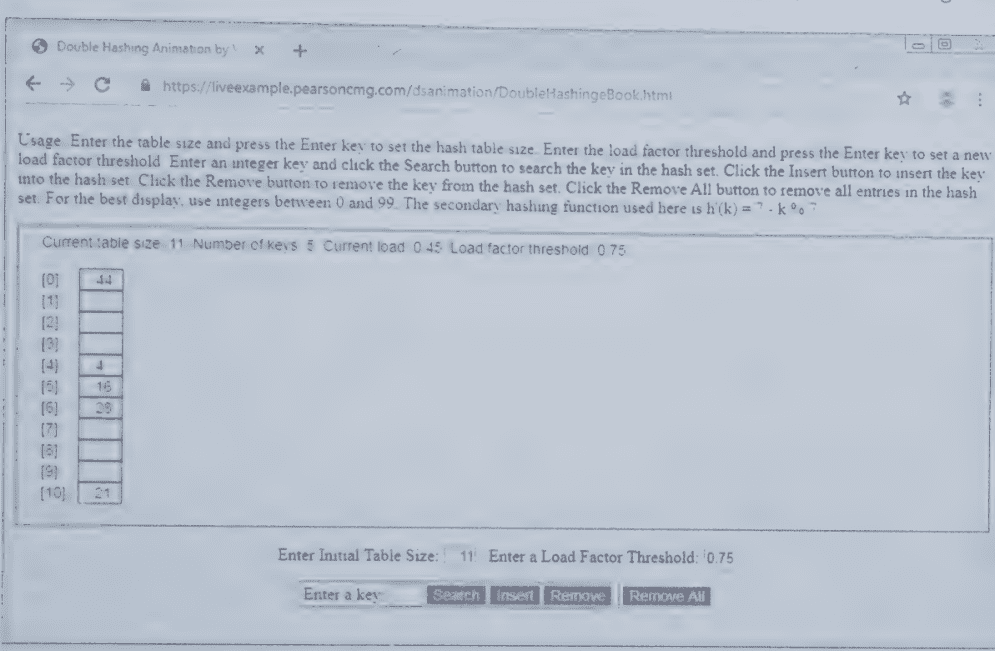 Double Hashing Animation by
https://liveexample.pearsoncmg.com/dsanimation/DoubleHashingeBook.html
Usage: Enter the table size and press the Enter key to set the hash table size. Enter the load factor threshold and press the Enter key to set a new
load factor threshold. Enter an integer key and click the Search button to search the key in the hash set. Click the Insert button to insert the key
into the hash set. Click the Remove button to remove the key from the hash set. Click the Remove All button to remove all entries in the hash
set. For the best display, use integers between 0 and 99. The secondary hashing function used here is h'(k) = 7 - k % 7
Current table size: 11 Number of keys: 5 Current load: 0.45 Load factor threshold: 0.75
[0] 44
[1]
[2]
[3]
[4] 4
[5] 16
[6]
[7]
[8]
[9]
[10] 21
Enter Initial Table Size: 11 Enter a Load Factor Threshold: 0.75
Enter a key: Search Insert Remove Remove All